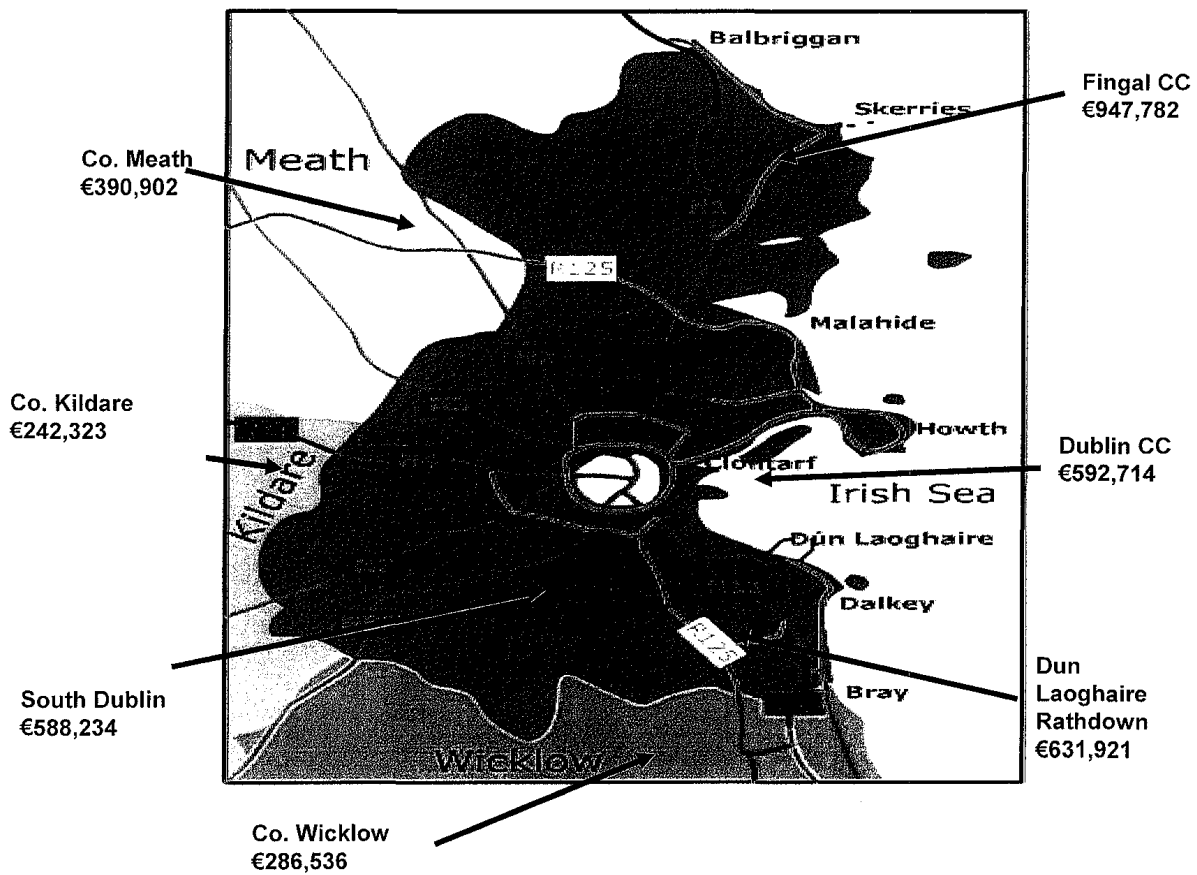 Balbriggan
Fingal CC
€947,782
Skerries
Co. Meath
€390,902
Meath
R125
Malahide
Co. Kildare
€242,323
Howth
Dublin CC
€592,714
Clontarf
Irish Sea
Kildare
Dún Laoghaire
Dalkey
R175
South Dublin
€588,234
Bray
Dun
Laoghaire
Rathdown
€631,921
Wicklow
Co. Wicklow
€286,536